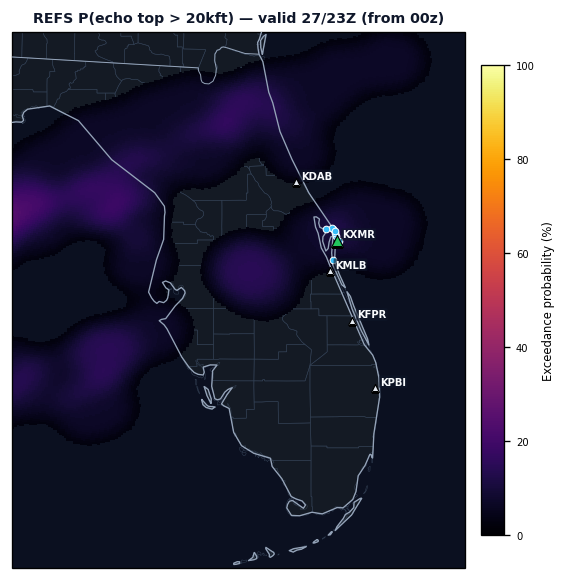 REFS P(echo top > 20kft) — valid 27/23Z (from 00z)
100
80
60
40
20
0
Exceedance probability (%)
KDAB
KXMR
KMLB
KFPR
KPBI